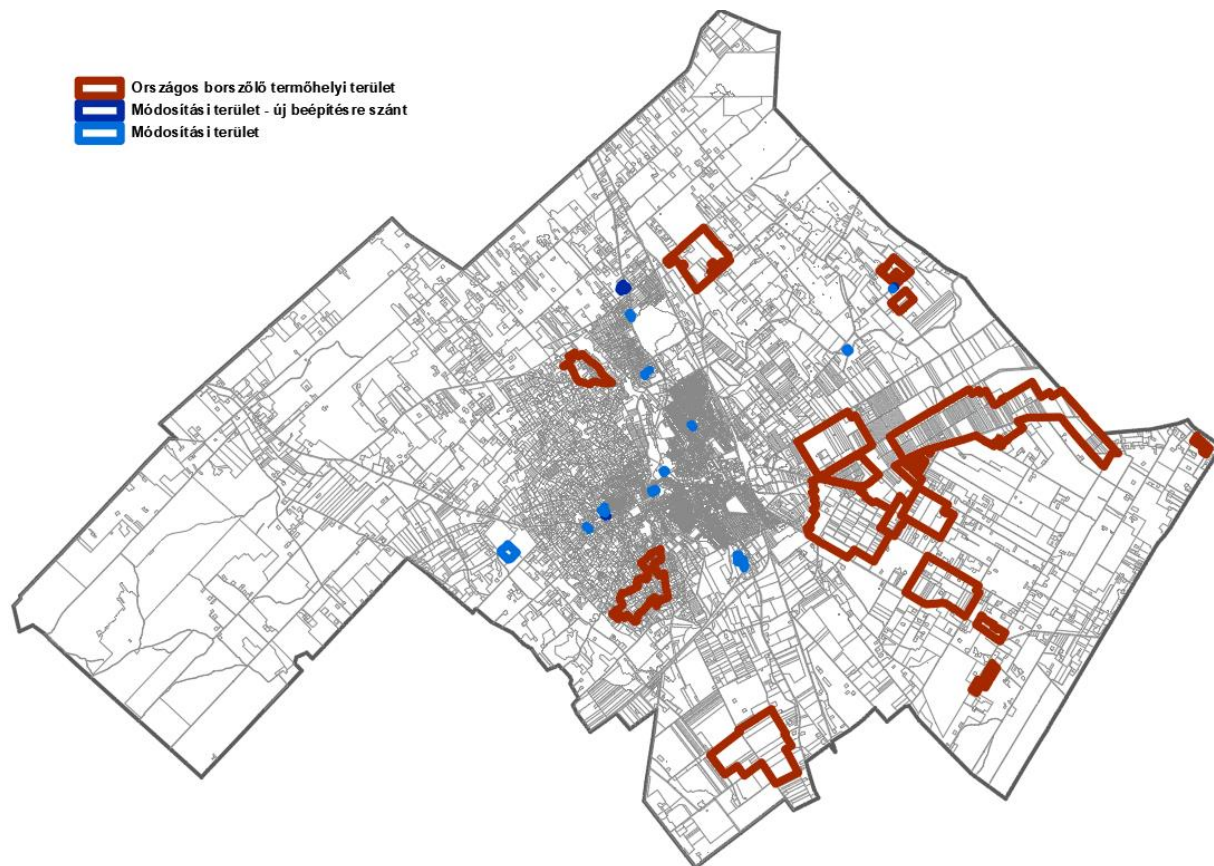 Országos borszőlő termőhelyi terület
Módosítási terület - új beépítésre szánt
Módosítási terület